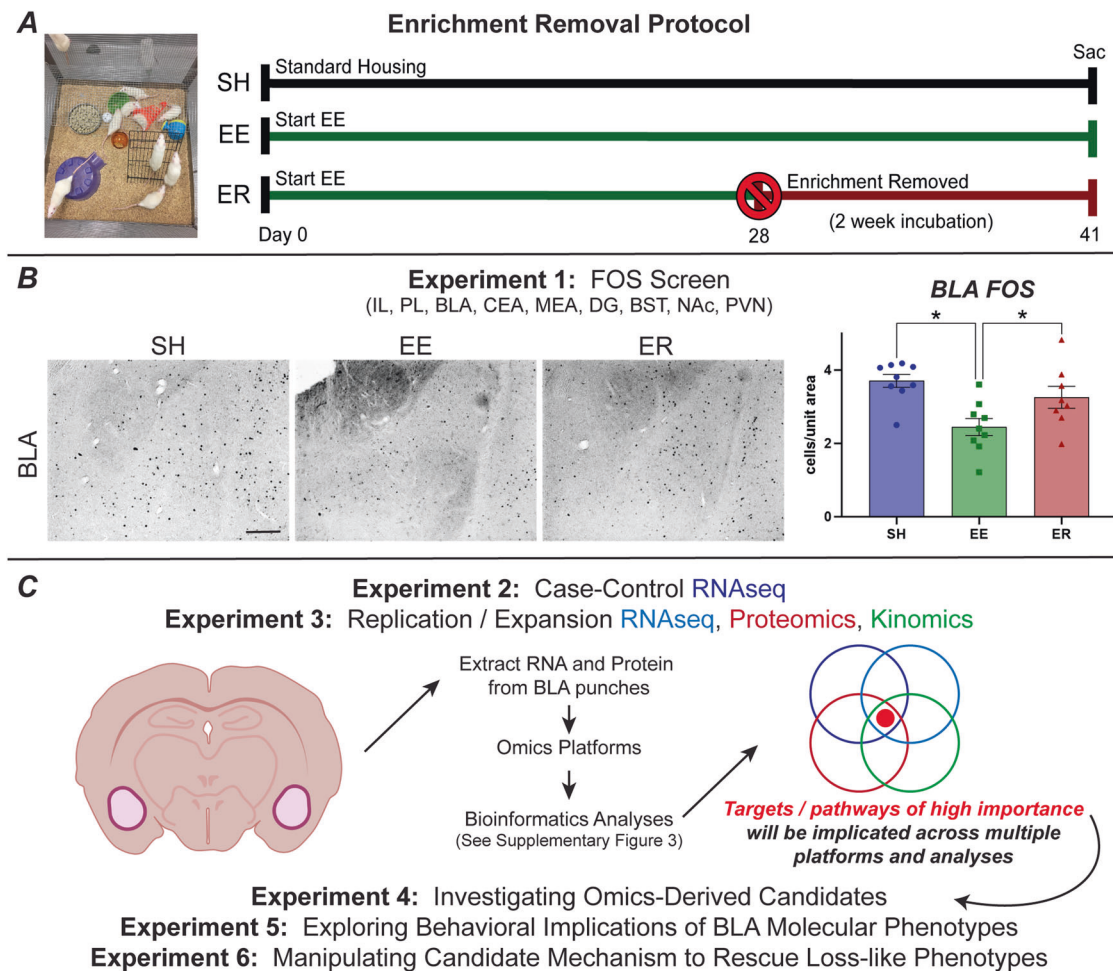 A
Enrichment Removal Protocol
Sac
SH
Standard Housing
EE
Start EE
ER
Start EE
Enrichment Removed
(2 week incubation)
Day 0
28
41
B
Experiment 1: FOS Screen
(IL, PL, BLA, CEA, MEA, DG, BST, NAc, PVN)
SH
EE
ER
BLA
BLA FOS
*
*
cells/unit area
4
2
0
SH
EE
ER
C
Experiment 2: Case-Control RNAseq
Experiment 3: Replication / Expansion RNAseq, Proteomics, Kinomics
Extract RNA and Protein
from BLA punches
Omics Platforms
Bioinformatics Analyses
(See Supplementary Figure 3)
Targets / pathways of high importance
will be implicated across multiple
platforms and analyses
Experiment 4: Investigating Omics-Derived Candidates
Experiment 5: Exploring Behavioral Implications of BLA Molecular Phenotypes
Experiment 6: Manipulating Candidate Mechanism to Rescue Loss-like Phenotypes